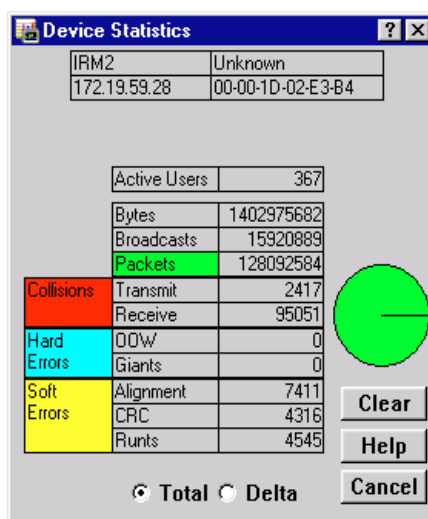 Device Statistics ? X
IRM2 Unknown
172.19.59.28 00-00-1D-02-E3-B4
Active Users 367
Bytes 1402975682
Broadcasts 15920889
Packets 128092584
Collisions Transmit 2417
Receive 95051
Hard Errors OOW 0
Giants 0
Soft Errors Alignment 7411
CRC 4316
Runts 4545
Clear
Help
Cancel
Total Delta